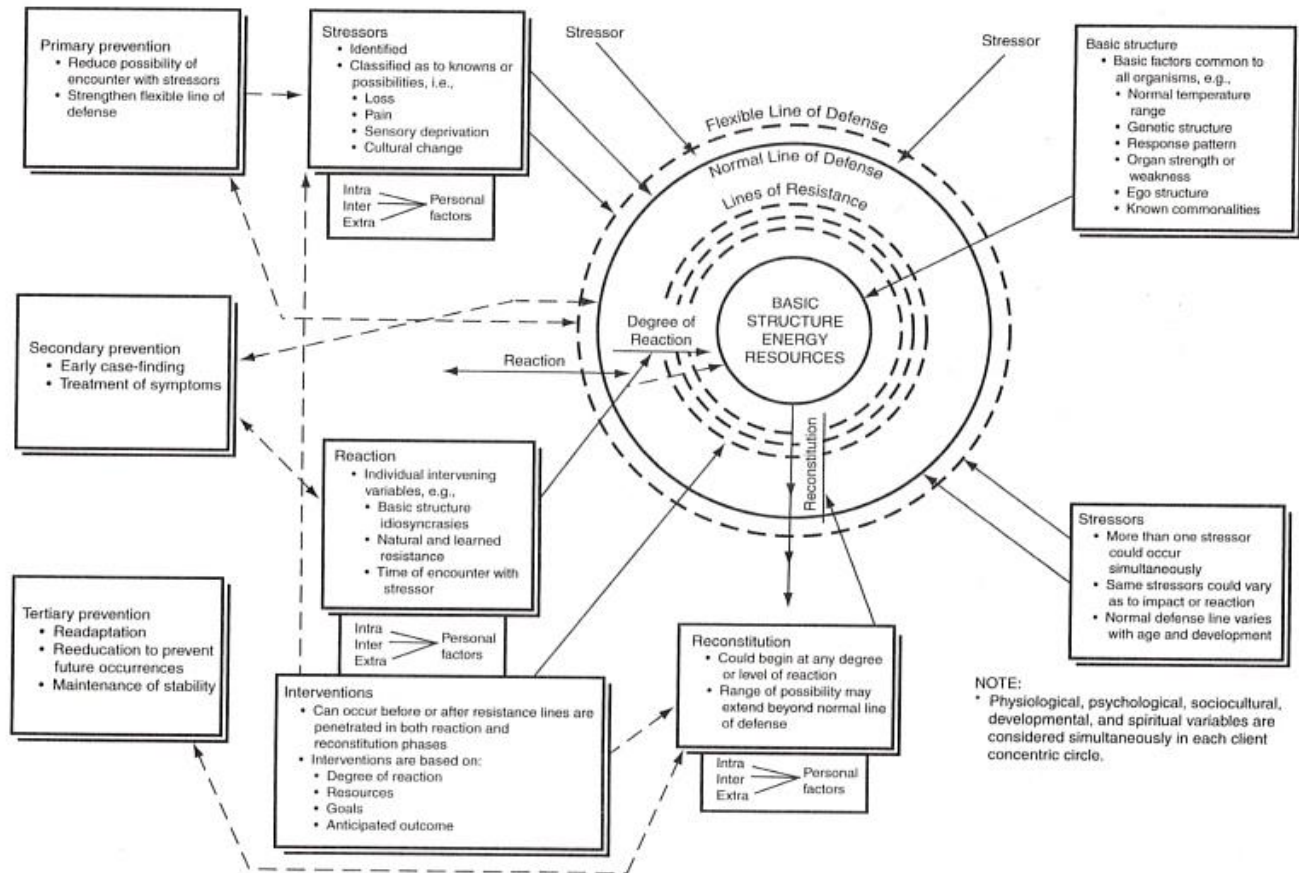 Primary prevention
• Reduce possibility of
encounter with stressors
• Strengthen flexible line of
defense
Stressors
• Identified
• Classified as to knowns or
possibilities, i.e.,
• Loss
• Pain
• Sensory deprivation
• Cultural change
Intra
Inter
Extra
Personal
factors
Stressor
Stressor
Basic structure
• Basic factors common to
all organisms, e.g.,
• Normal temperature
range
• Genetic structure
• Response pattern
• Organ strength or
weakness
• Ego structure
• Known commonalities
Flexible Line of Defense
Normal Line of Defense
Lines of Resistance
BASIC
STRUCTURE
ENERGY
RESOURCES
Degree of
Reaction
Reaction
Reconstitution
Secondary prevention
• Early case-finding
• Treatment of symptoms
Reaction
• Individual intervening
variables, e.g.,
• Basic structure
idiosyncrasies
• Natural and learned
resistance
• Time of encounter with
stressor
Intra
Inter
Extra
Personal
factors
Stressors
• More than one stressor
could occur
simultaneously
• Same stressors could vary
as to impact or reaction
• Normal defense line varies
with age and development
Tertiary prevention
• Readaptation
• Reeducation to prevent
future occurrences
• Maintenance of stability
Interventions
• Can occur before or after resistance lines are
penetrated in both reaction and
reconstitution phases
• Interventions are based on:
• Degree of reaction
• Resources
• Goals
• Anticipated outcome
Reconstitution
• Could begin at any degree
or level of reaction
• Range of possibility may
extend beyond normal line
of defense
Intra
Inter
Extra
Personal
factors
NOTE:
* Physiological, psychological, sociocultural,
developmental, and spiritual variables are
considered simultaneously in each client
concentric circle.